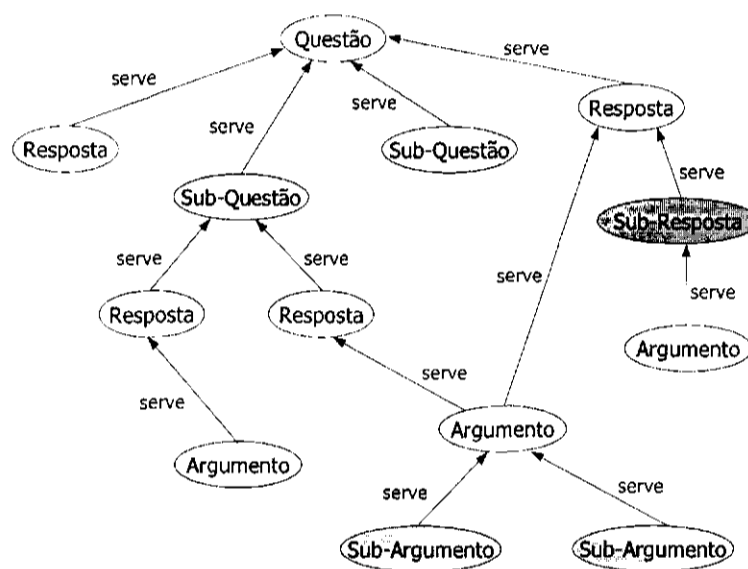 Questão
serve
serve
serve
serve
Resposta
Resposta
Sub-Questão
serve
Sub-Questão
Sub-Resposta
serve
serve
serve
serve
Resposta
Resposta
Argumento
serve
serve
Argumento
Argumento
serve
serve
Sub-Argumento
Sub-Argumento